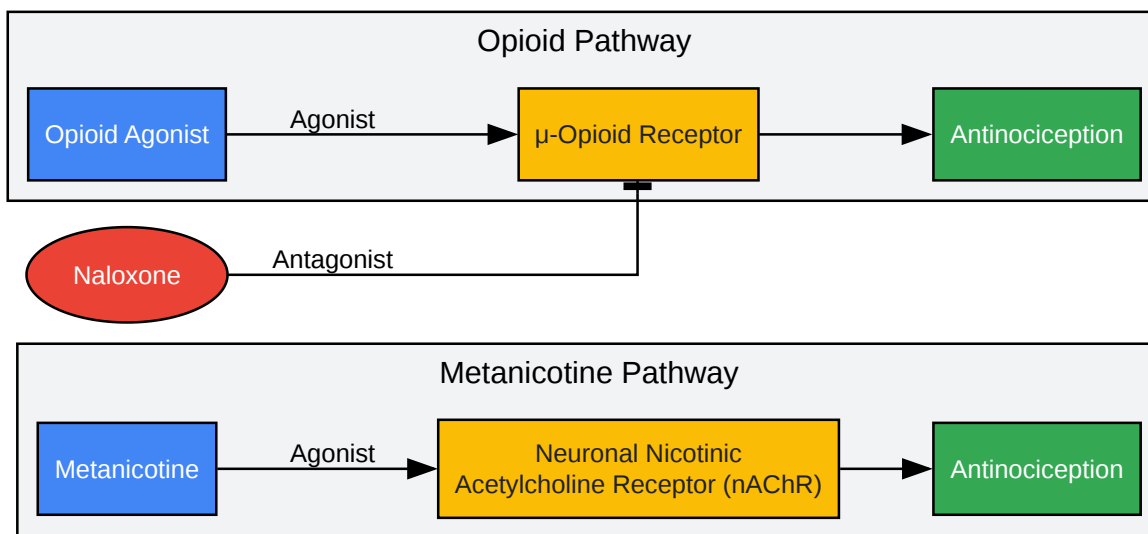 Opioid Pathway
Opioid Agonist
Agonist
μ-Opioid Receptor
Antinociception
Naloxone
Antagonist
Metanicotine Pathway
Metanicotine
Agonist
Neuronal Nicotinic
Acetylcholine Receptor (nAChR)
Antinociception